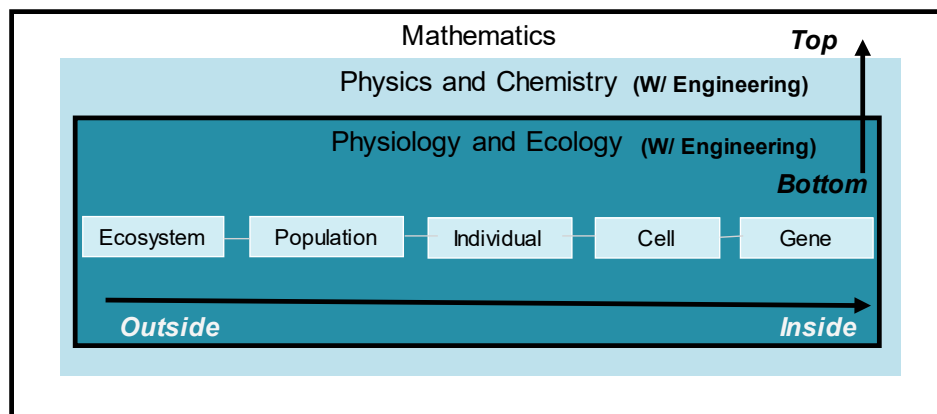 Mathematics
Top
Physics and Chemistry (W/ Engineering)
Physiology and Ecology (W/ Engineering)
Bottom
Ecosystem
Population
Individual
Cell
Gene
Outside
Inside